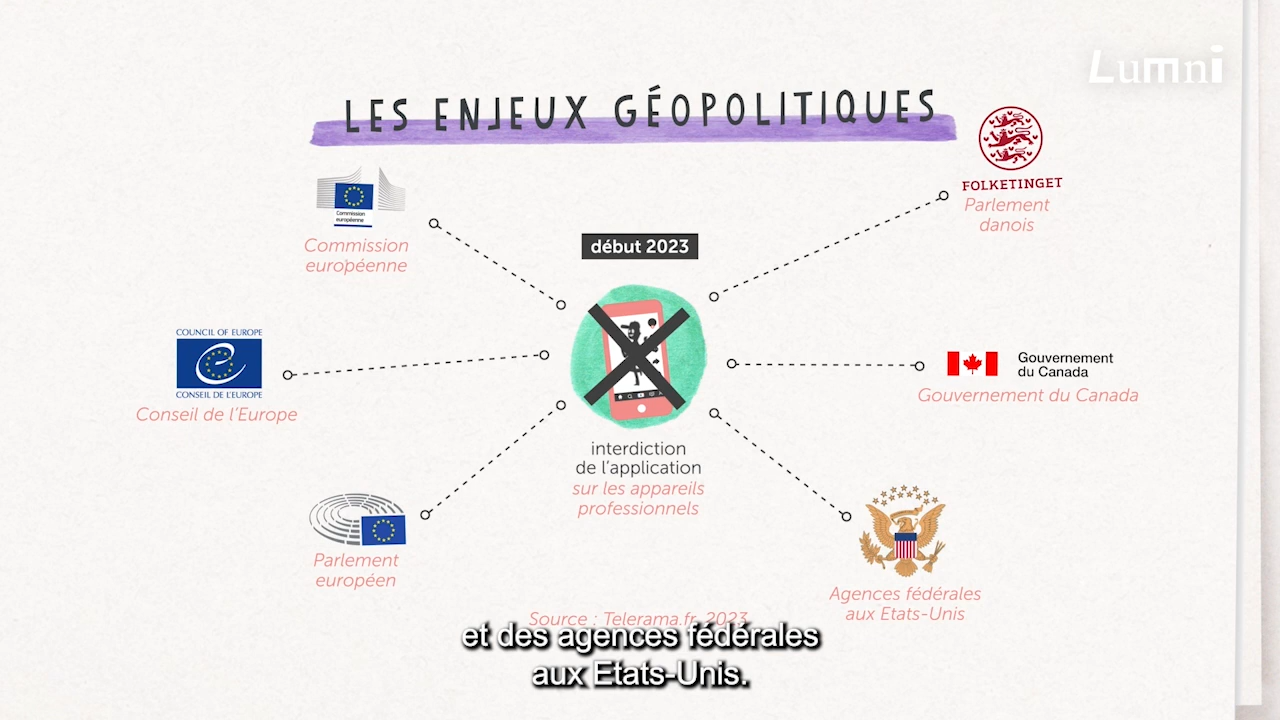 Lumni
LES ENJEUX GÉOPOLITIQUES
Commission
européenne
Commission
européenne
FOLKETINGET
Parlement
danois
début 2023
COUNCIL OF EUROPE
CONSEIL DE L'EUROPE
Conseil de l'Europe
Gouvernement
du Canada
Gouvernement du Canada
interdiction
de l'application
sur les appareils
professionnels
Parlement
européen
Agences fédérales
aux Etats-Unis
Source : Telerama.fr, 2023
et des agences fédérales
aux Etats-Unis.